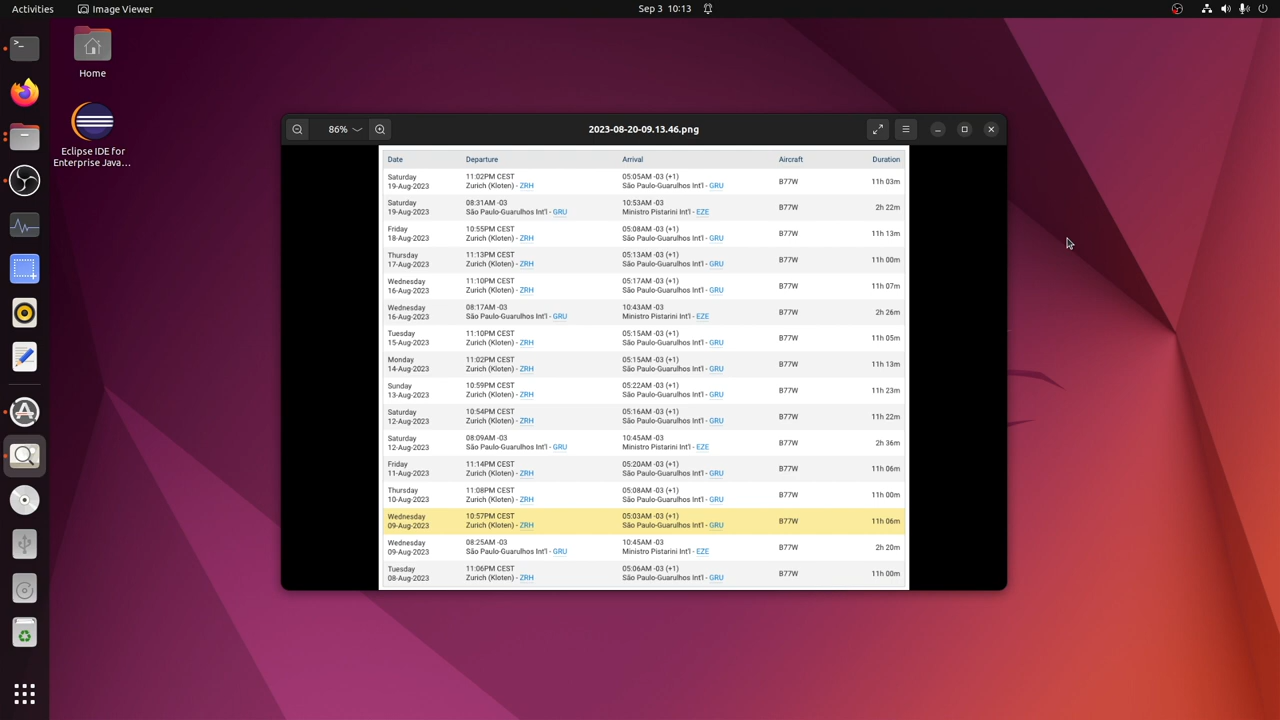 Activities Image Viewer Sep 3 10:13
Home
Eclipse IDE for
Enterprise Java…
86% 2023-08-20-09.13.46.png
Date Departure Arrival Aircraft Duration
Saturday 11:02PM CEST 05:05AM -03 (+1)
19-Aug-2023 Zurich (Kloten) - ZRH São Paulo-Guarulhos Int'l - GRU B77W 11h 03m
Saturday 08:31AM -03 10:53AM -03
19-Aug-2023 São Paulo-Guarulhos Int'l - GRU Ministro Pistarini Int'l - EZE B77W 2h 22m
Friday 10:55PM CEST 05:08AM -03 (+1)
18-Aug-2023 Zurich (Kloten) - ZRH São Paulo-Guarulhos Int'l - GRU B77W 11h 13m
Thursday 11:13PM CEST 05:13AM -03 (+1)
17-Aug-2023 Zurich (Kloten) - ZRH São Paulo-Guarulhos Int'l - GRU B77W 11h 00m
Wednesday 11:10PM CEST 05:17AM -03 (+1)
16-Aug-2023 Zurich (Kloten) - ZRH São Paulo-Guarulhos Int'l - GRU B77W 11h 07m
Wednesday 08:17AM -03 10:43AM -03
16-Aug-2023 São Paulo-Guarulhos Int'l - GRU Ministro Pistarini Int'l - EZE B77W 2h 26m
Tuesday 11:10PM CEST 05:15AM -03 (+1)
15-Aug-2023 Zurich (Kloten) - ZRH São Paulo-Guarulhos Int'l - GRU B77W 11h 05m
Monday 11:02PM CEST 05:15AM -03 (+1)
14-Aug-2023 Zurich (Kloten) - ZRH São Paulo-Guarulhos Int'l - GRU B77W 11h 13m
Sunday 10:59PM CEST 05:22AM -03 (+1)
13-Aug-2023 Zurich (Kloten) - ZRH São Paulo-Guarulhos Int'l - GRU B77W 11h 23m
Saturday 10:54PM CEST 05:16AM -03 (+1)
12-Aug-2023 Zurich (Kloten) - ZRH São Paulo-Guarulhos Int'l - GRU B77W 11h 22m
Saturday 08:09AM -03 10:45AM -03
12-Aug-2023 São Paulo-Guarulhos Int'l - GRU Ministro Pistarini Int'l - EZE B77W 2h 36m
Friday 11:14PM CEST 05:20AM -03 (+1)
11-Aug-2023 Zurich (Kloten) - ZRH São Paulo-Guarulhos Int'l - GRU B77W 11h 06m
Thursday 11:08PM CEST 05:08AM -03 (+1)
10-Aug-2023 Zurich (Kloten) - ZRH São Paulo-Guarulhos Int'l - GRU B77W 11h 00m
Wednesday 10:57PM CEST 05:03AM -03 (+1)
09-Aug-2023 Zurich (Kloten) - ZRH São Paulo-Guarulhos Int'l - GRU B77W 11h 06m
Wednesday 08:25AM -03 10:45AM -03
09-Aug-2023 São Paulo-Guarulhos Int'l - GRU Ministro Pistarini Int'l - EZE B77W 2h 20m
Tuesday 11:06PM CEST 05:06AM -03 (+1)
08-Aug-2023 Zurich (Kloten) - ZRH São Paulo-Guarulhos Int'l - GRU B77W 11h 00m